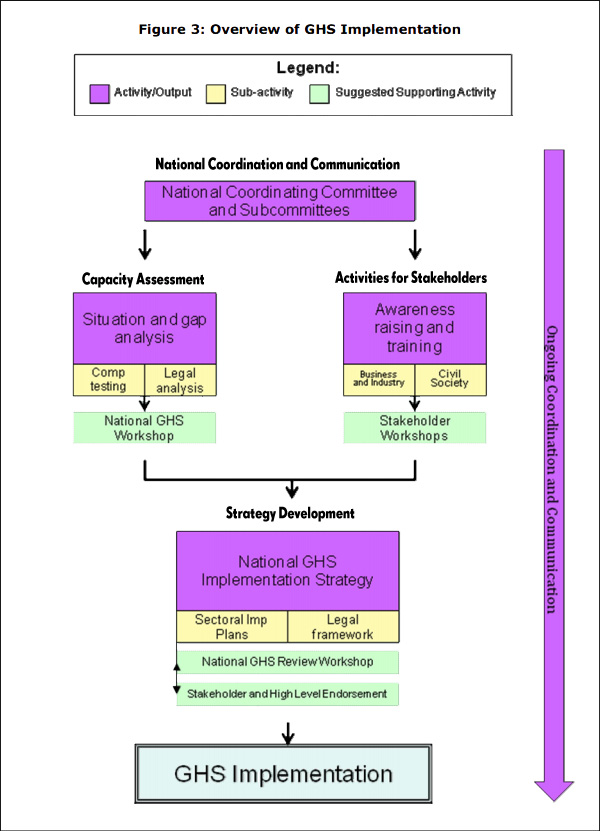 Figure 3: Overview of GHS Implementation
Legend:
Activity/Output
Sub-activity
Suggested Supporting Activity
National Coordination and Communication
National Coordinating Committee
and Subcommittees
Capacity Assessment
Situation and gap
analysis
Comp
testing
Legal
analysis
National GHS
Workshop
Activities for Stakeholders
Awareness
raising and
training
Business
and Industry
Civil
Society
Stakeholder
Workshops
Strategy Development
National GHS
Implementation Strategy
Sectoral Imp
Plans
Legal
framework
National GHS Review Workshop
Stakeholder and High Level Endorsement
GHS Implementation
Ongoing Coordination and Communication